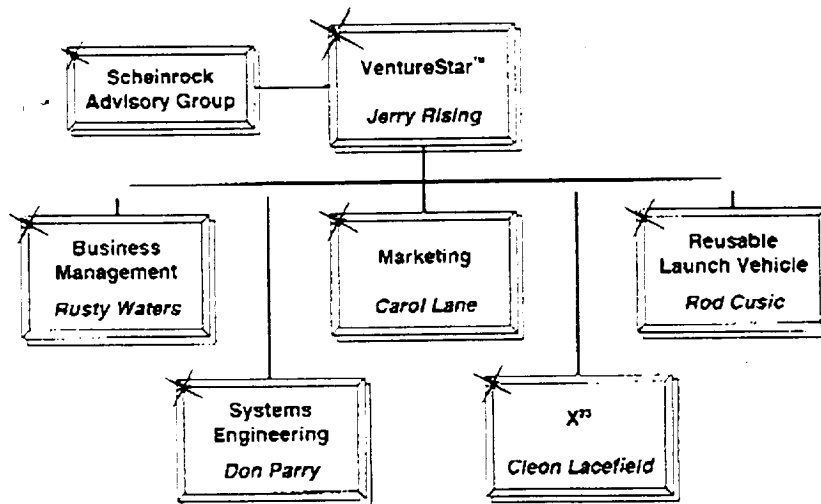 Scheinrock
Advisory Group
VentureStar™
Jerry Rising
Business
Management
Rusty Waters
Marketing
Carol Lane
Reusable
Launch Vehicle
Rod Cusic
Systems
Engineering
Don Parry
X³³
Cleon Lacefield